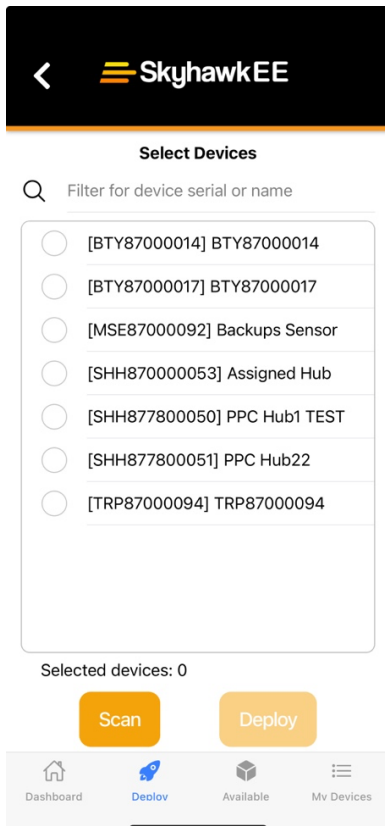 SkyhawkEE
Select Devices
Filter for device serial or name
[BTY87000014] BTY87000014
[BTY87000017] BTY87000017
[MSE87000092] Backups Sensor
[SHH870000053] Assigned Hub
[SHH877800050] PPC Hub1 TEST
[SHH877800051] PPC Hub22
[TRP87000094] TRP87000094
Selected devices: 0
Scan
Deploy
Dashboard
Deploy
Available
My Devices